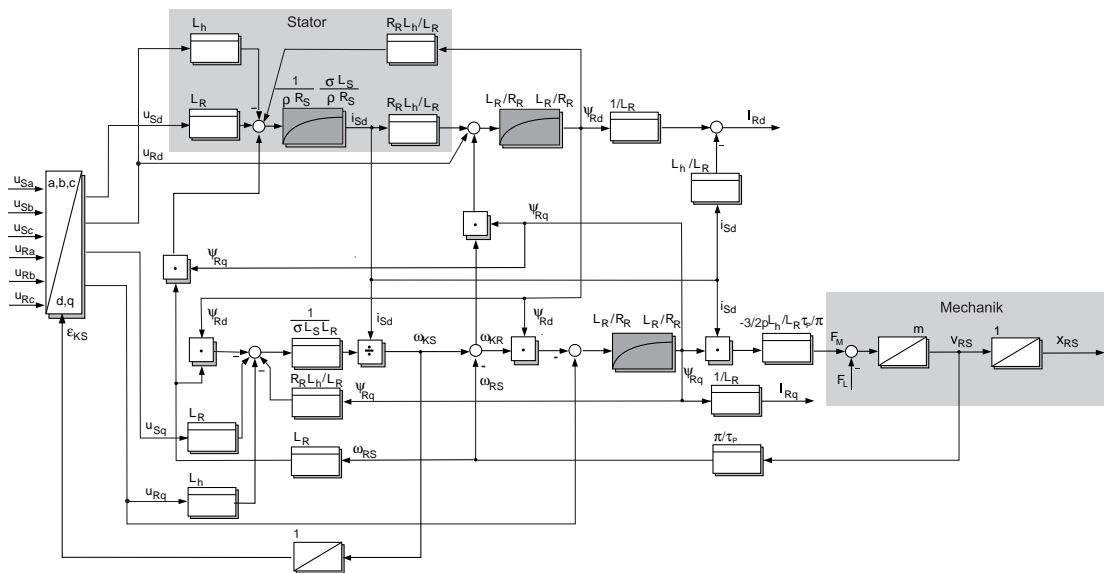 Stator
L_h
R_R L_h/L_R
1/ρ R_S
σ L_S/ρ R_S
L_R
u_Sd
i_Sd
R_R L_h/L_R
L_R/R_R
L_R/R_R
ψ_Rd
1/L_R
I_Rd
u_Rd
L_h/L_R
u_Sa
u_Sb
u_Sc
u_Ra
u_Rb
u_Rc
a,b,c
d,q
ε_KS
ψ_Rq
ψ_Rq
i_Sd
ψ_Rd
1/σ L_S L_R
i_Sd
ω_KS
ω_KR
ψ_Rd
L_R/R_R
L_R/R_R
i_Sd
-3/2p L_h/L_R τ_P/π
Mechanik
F_M
F_L
m
v_RS
1
x_RS
ω_RS
R_R L_h/L_R
ψ_Rq
ψ_Rq
1/L_R
I_Rq
u_Sq
L_R
L_R
ω_RS
π/τ_P
u_Rq
L_h
1